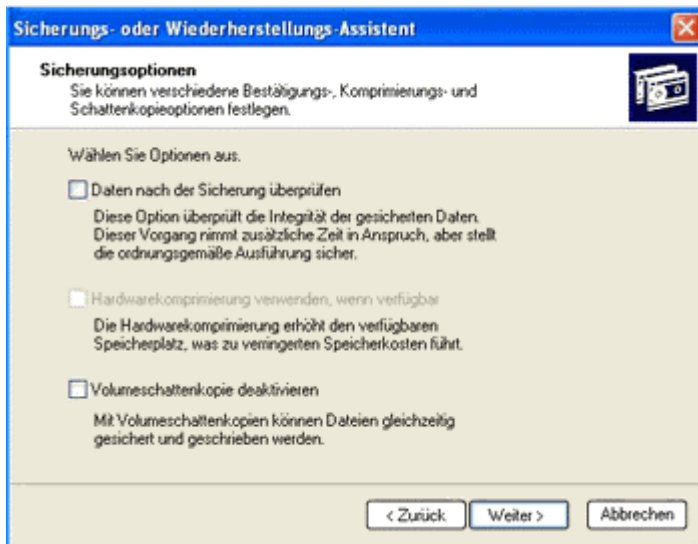 Sicherungs- oder Wiederherstellungs-Assistent
Sicherungsoptionen
Sie können verschiedene Bestätigungs-, Komprimierungs- und
Schattenkopieoptionen festlegen.
Wählen Sie Optionen aus.
Daten nach der Sicherung überprüfen
Diese Option überprüft die Integrität der gesicherten Daten.
Dieser Vorgang nimmt zusätzliche Zeit in Anspruch, aber stellt
die ordnungsgemäße Ausführung sicher.
Hardwarekomprimierung verwenden, wenn verfügbar
Die Hardwarekomprimierung erhöht den verfügbaren
Speicherplatz, was zu verringerten Speicherkosten führt.
Volumeschattenkopie deaktivieren
Mit Volumeschattenkopien können Dateien gleichzeitig
gesichert und geschrieben werden.
< Zurück Weiter > Abbrechen